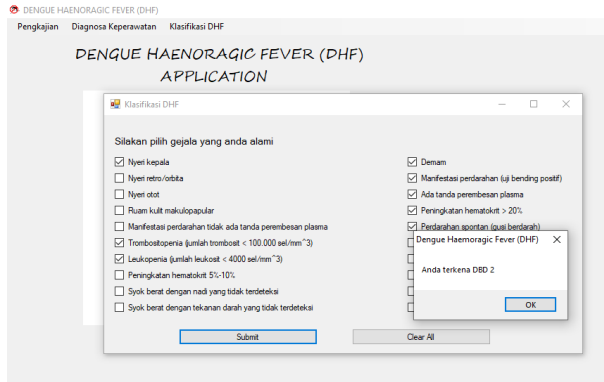 DENGUE HAENORAGIC FEVER (DHF)
Pengkajian Diagnosa Keperawatan Klasifikasi DHF
DENGUE HAENORAGIC FEVER (DHF)
APPLICATION
Klasifikasi DHF
Silakan pilih gejala yang anda alami
Nyeri kepala
Nyeri retro/orbita
Nyeri otot
Ruam kulit makulopapular
Manifestasi perdarahan tidak ada tanda perembesan plasma
Trombositopenia (jumlah trombosit < 100.000 sel/mm^3)
Leukopenia (jumlah leukosit < 4000 sel/mm^3)
Peningkatan hematokrit 5%-10%
Syok berat dengan nadi yang tidak terdeteksi
Syok berat dengan tekanan darah yang tidak terdeteksi
Demam
Manifestasi perdarahan (uji bending positif)
Ada tanda perembesan plasma
Peningkatan hematokrit > 20%
Perdarahan spontan (gusi berdarah)
Dengue Haemoragic Fever (DHF)
Anda terkena DBD 2
OK
Submit
Clear All